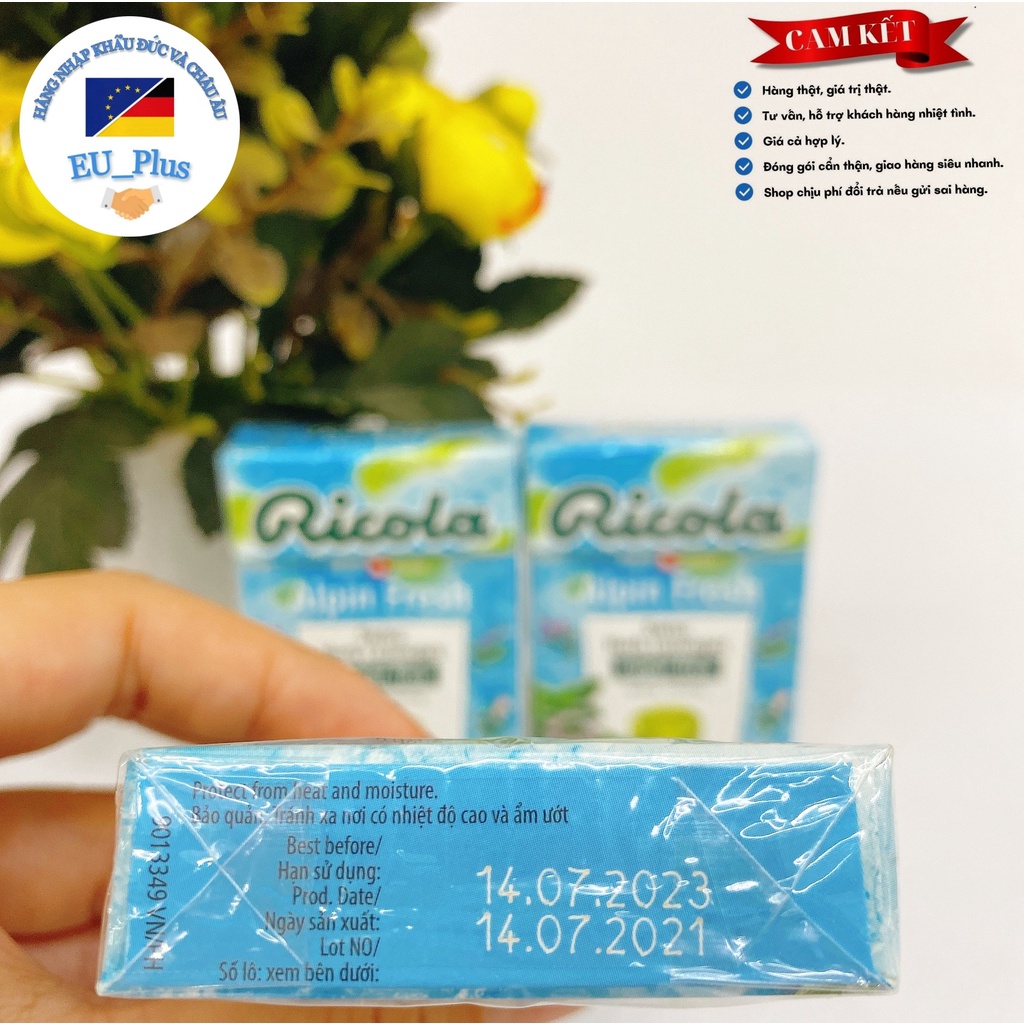 HÀNG NHẬP KHẨU ĐỨC VÀ CHÂU ÂU
EU_Plus
CAM KẾT
Hàng thật, giá trị thật.
Tư vấn, hỗ trợ khách hàng nhiệt tình.
Giá cả hợp lý.
Đóng gói cẩn thận, giao hàng siêu nhanh.
Shop chịu phí đổi trả nều gửi sai hàng.
Ricola
Ricola
Alpin Fresh
Alpin Fresh
Protect from heat and moisture.
Bảo quản: Tránh xa nơi có nhiệt độ cao và ẩm ướt
Best before/
Hạn sử dụng:
14.07.2023
Prod. Date/
Ngày sản xuất:
14.07.2021
Lot NO/
Số lô: xem bên dưới: